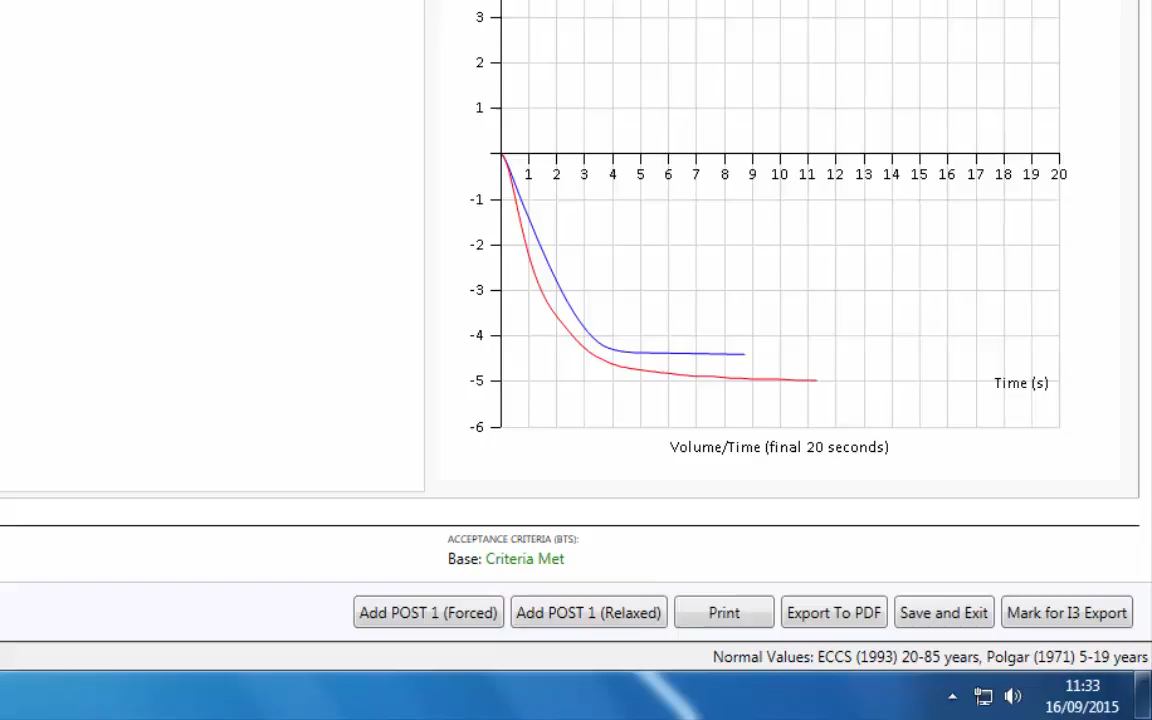 3
2
1
1 2 3 4 5 6 7 8 9 10 11 12 13 14 15 16 17 18 19 20
-1
-2
-3
-4
-5
Time (s)
-6
Volume/Time (final 20 seconds)
ACCEPTANCE CRITERIA (BTS):
Base: Criteria Met
Add POST 1 (Forced) Add POST 1 (Relaxed) Print Export To PDF Save and Exit Mark for I3 Export
Normal Values: ECCS (1993) 20-85 years, Polgar (1971) 5-19 years
11:33
16/09/2015